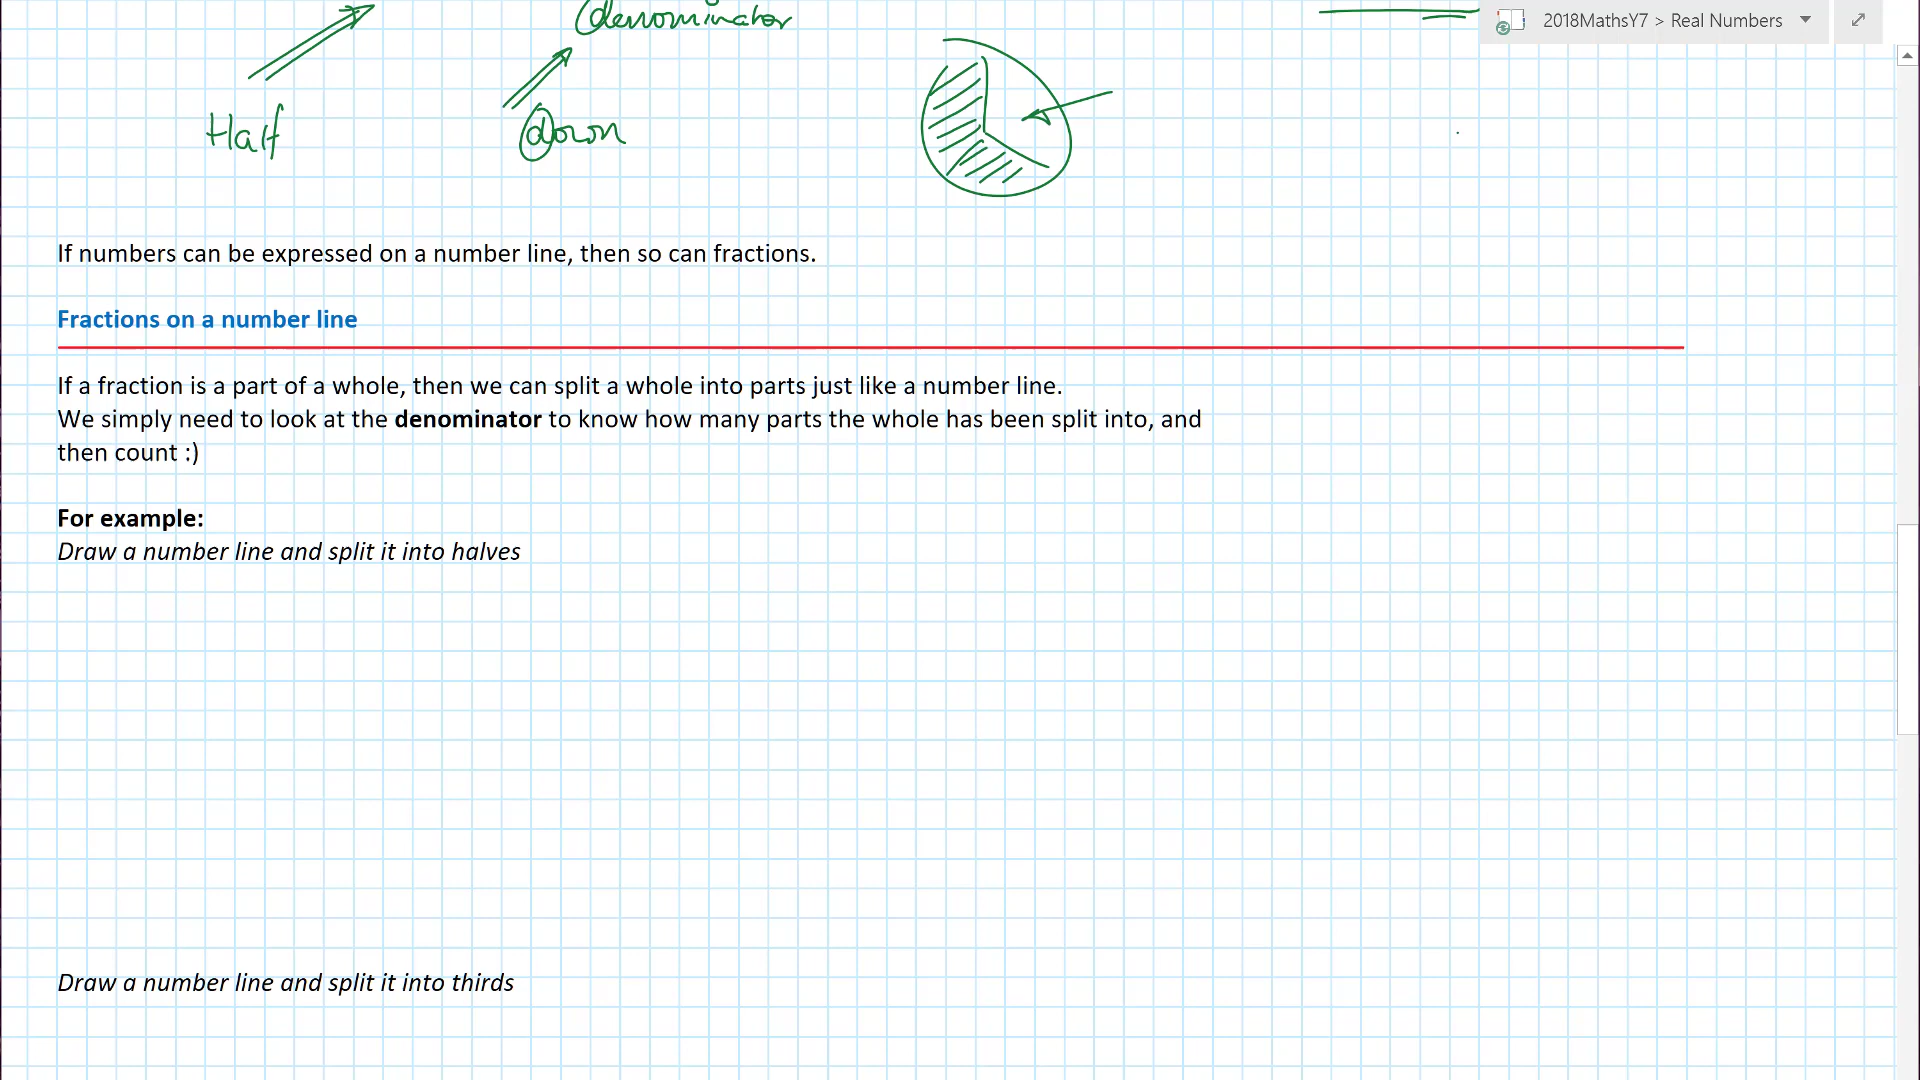 denominator
2018MathsY7 > Real Numbers
Half
down
If numbers can be expressed on a number line, then so can fractions.
Fractions on a number line
If a fraction is a part of a whole, then we can split a whole into parts just like a number line.
We simply need to look at the denominator to know how many parts the whole has been split into, and
then count :)
For example:
Draw a number line and split it into halves
Draw a number line and split it into thirds